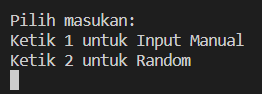 Pilih masukan:
Ketik 1 untuk Input Manual
Ketik 2 untuk Random